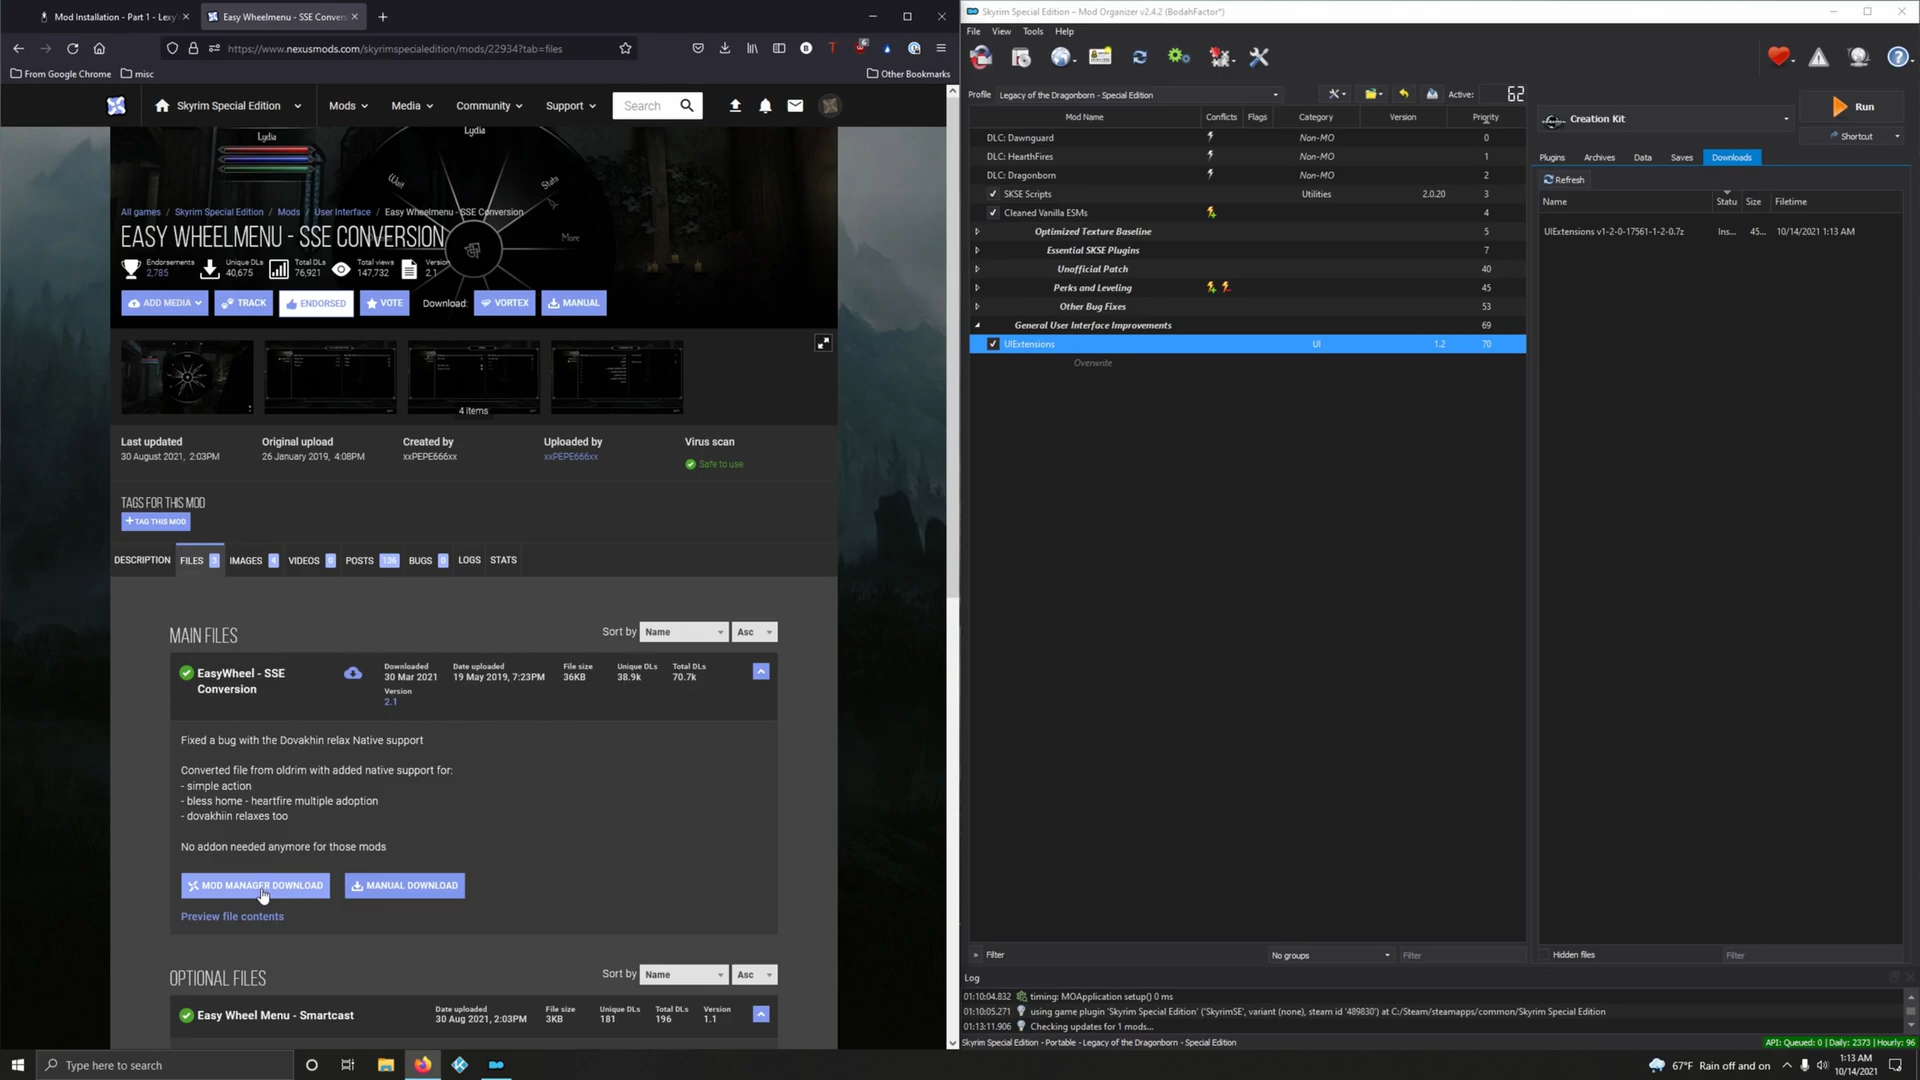 Mod Installation - Part 1 - Lexy's
Easy Wheelmenu - SSE Conversi
https://www.nexusmods.com/skyrimspecialedition/mods/22934?tab=files
From Google Chrome
misc
Other Bookmarks
Skyrim Special Edition
Mods
Media
Community
Support
Search
Lydia
Lydia
Wait
Stats
More
All games / Skyrim Special Edition / Mods / User Interface / Easy Wheelmenu - SSE Conversion
EASY WHEELMENU - SSE CONVERSION
Endorsements
2,785
Unique DLs
40,675
Total DLs
76,921
Total views
147,732
Version
2.1
ADD MEDIA
TRACK
ENDORSED
VOTE
Download:
VORTEX
MANUAL
4 items
Last updated
30 August 2021, 2:03PM
Original upload
26 January 2019, 4:08PM
Created by
xxPEPE666xx
Uploaded by
xxPEPE666xx
Virus scan
Safe to use
TAGS FOR THIS MOD
+ TAG THIS MOD
DESCRIPTION
FILES 3
IMAGES 4
VIDEOS 0
POSTS 136
BUGS 0
LOGS
STATS
MAIN FILES
Sort by Name Asc
EasyWheel - SSE
Conversion
Downloaded
30 Mar 2021
Date uploaded
19 May 2019, 7:23PM
File size
36KB
Unique DLs
38.9k
Total DLs
70.7k
Version
2.1
Fixed a bug with the Dovakhin relax Native support
Converted file from oldrim with added native support for:
- simple action
- bless home - heartfire multiple adoption
- dovakhiin relaxes too
No addon needed anymore for those mods
MOD MANAGER DOWNLOAD
MANUAL DOWNLOAD
Preview file contents
OPTIONAL FILES
Sort by Name Asc
Easy Wheel Menu - Smartcast
Date uploaded
30 Aug 2021, 2:03PM
File size
3KB
Unique DLs
181
Total DLs
196
Version
1.1
Skyrim Special Edition – Mod Organizer v2.4.2 (BodahFactor*)
File View Tools Help
Profile Legacy of the Dragonborn - Special Edition
Active: 62
Mod Name Conflicts Flags Category Version Priority
DLC: Dawnguard Non-MO 0
DLC: HearthFires Non-MO 1
DLC: Dragonborn Non-MO 2
SKSE Scripts Utilities 2.0.20 3
Cleaned Vanilla ESMs 4
Optimized Texture Baseline 5
Essential SKSE Plugins 7
Unofficial Patch 40
Perks and Leveling 45
Other Bug Fixes 53
General User Interface Improvements 69
UIExtensions UI 1.2 70
Overwrite
Creation Kit
Run
Shortcut
Plugins Archives Data Saves Downloads
Refresh
Name Statu Size Filetime
UIExtensions v1-2-0-17561-1-2-0.7z Ins... 45... 10/14/2021 1:13 AM
Filter
No groups
Filter
Hidden files
Filter
Log
01:10:04.832 timing: MOApplication setup() 0 ms
01:10:05.271 using game plugin 'Skyrim Special Edition' ('SkyrimSE', variant (none), steam id '489830') at C:/Steam/steamapps/common/Skyrim Special Edition
01:13:11.906 Checking updates for 1 mods...
Skyrim Special Edition - Portable - Legacy of the Dragonborn - Special Edition
API: Queued: 0 | Daily: 2373 | Hourly: 96
Type here to search
67°F Rain off and on
1:13 AM
10/14/2021